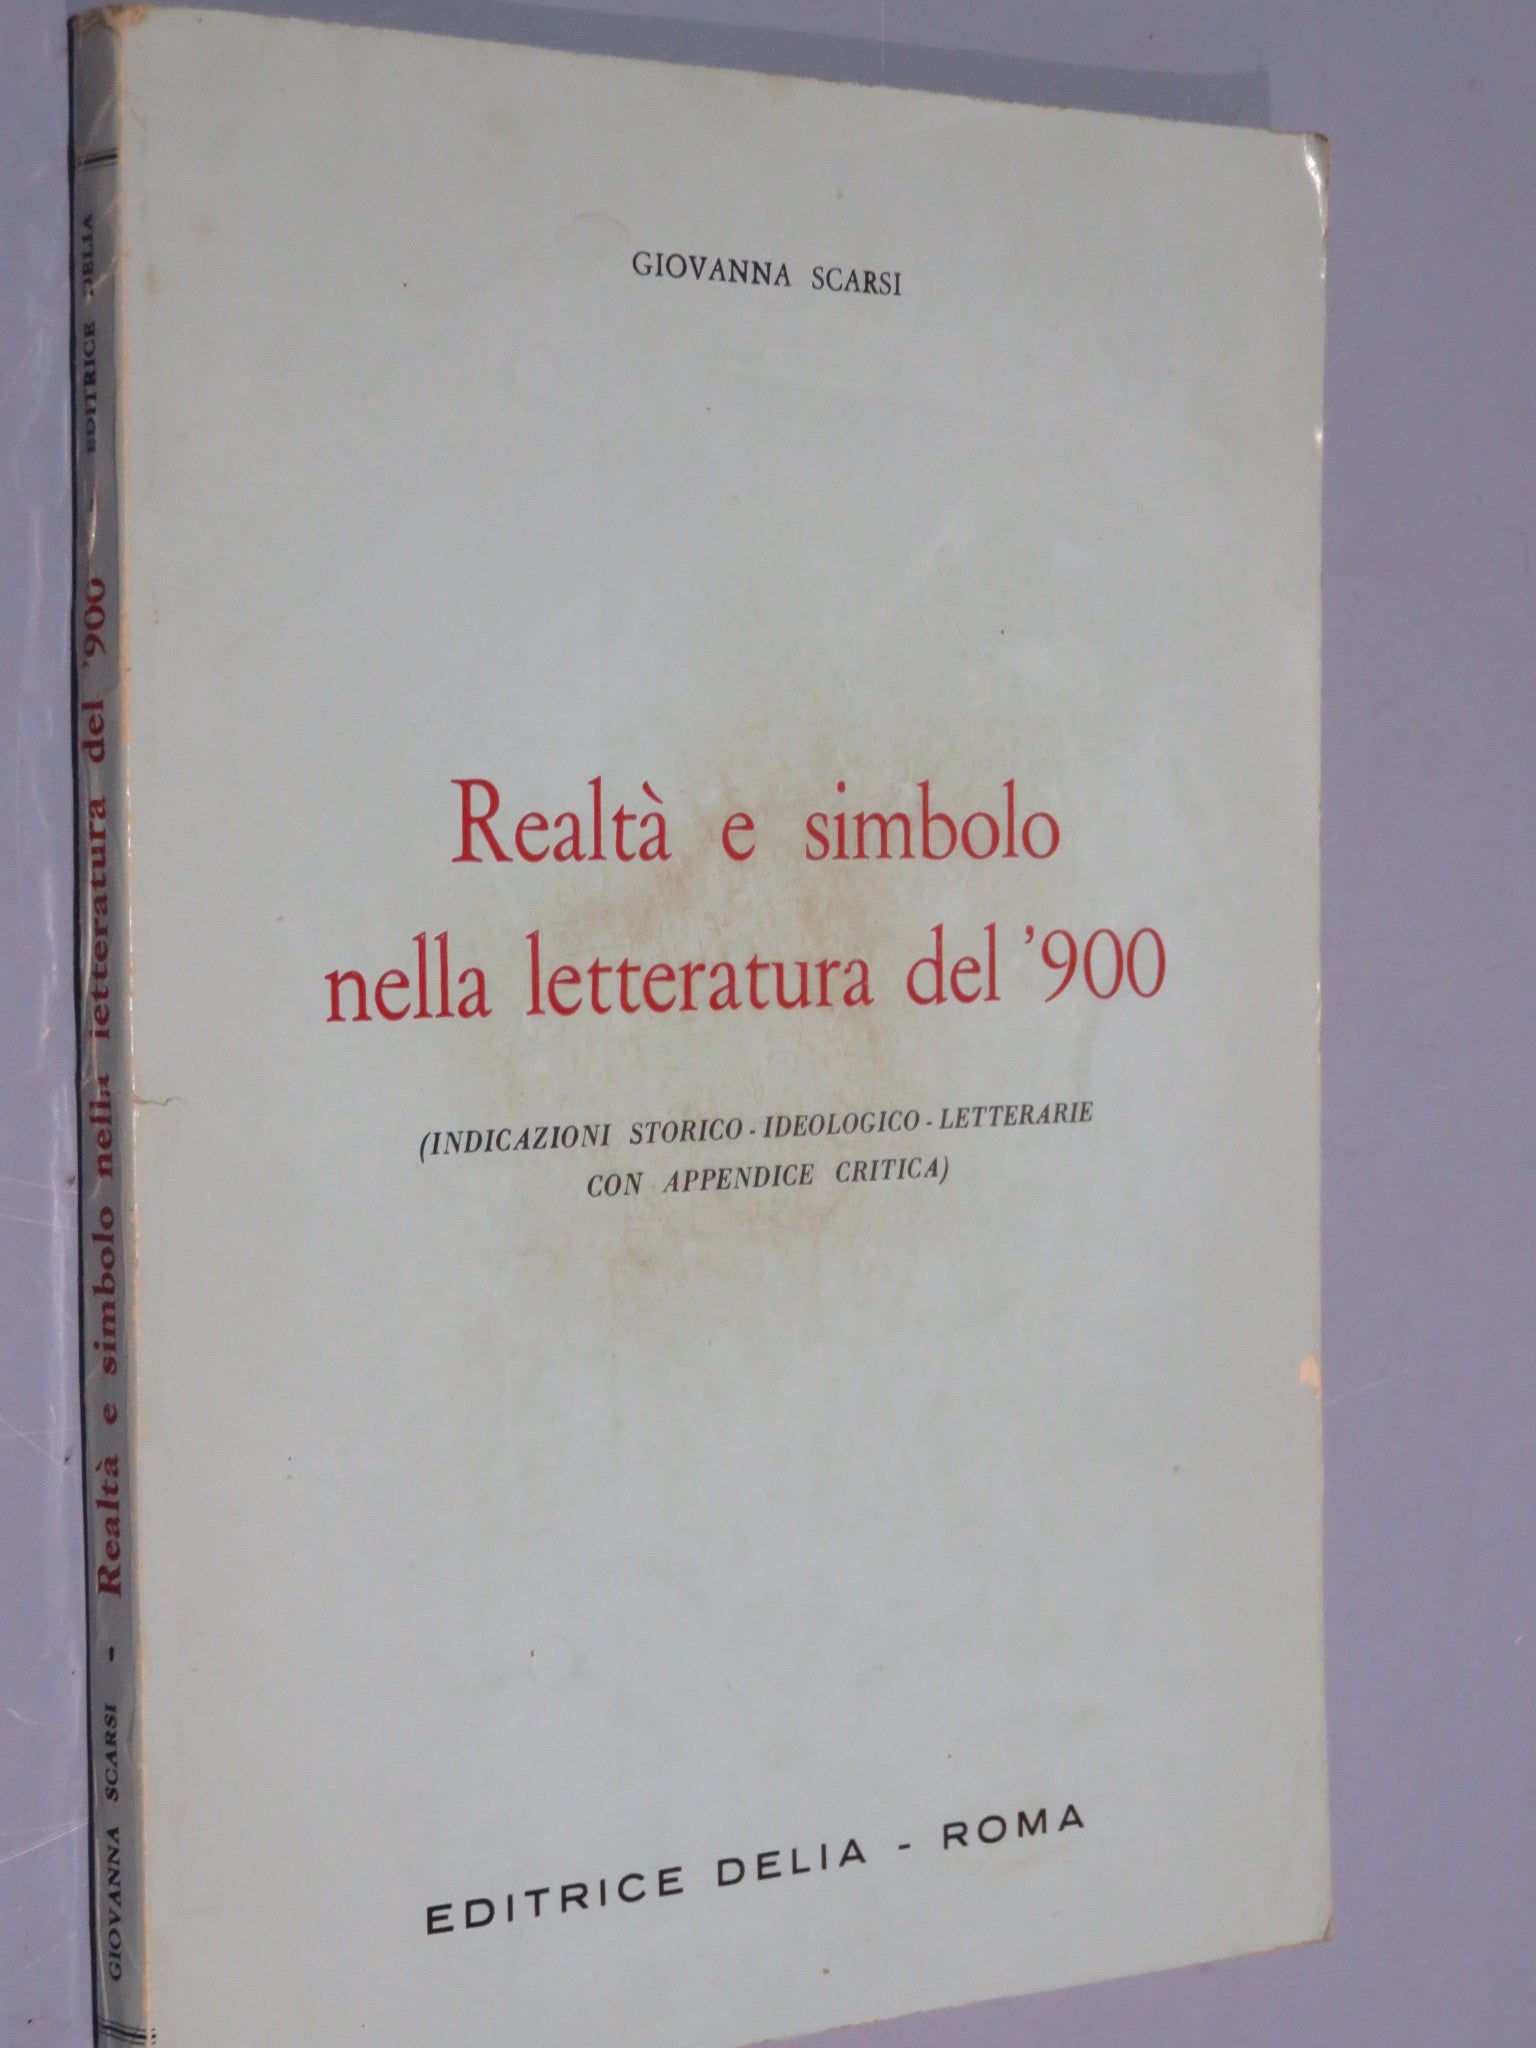 GIOVANNA SCARSI
Realtà e simbolo
nella letteratura del '900
(INDICAZIONI STORICO - IDEOLOGICO - LETTERARIE
CON APPENDICE CRITICA)
EDITRICE DELIA - ROMA
GIOVANNA SCARSI - Realtà e simbolo nella letteratura del '900 - EDITRICE DELIA